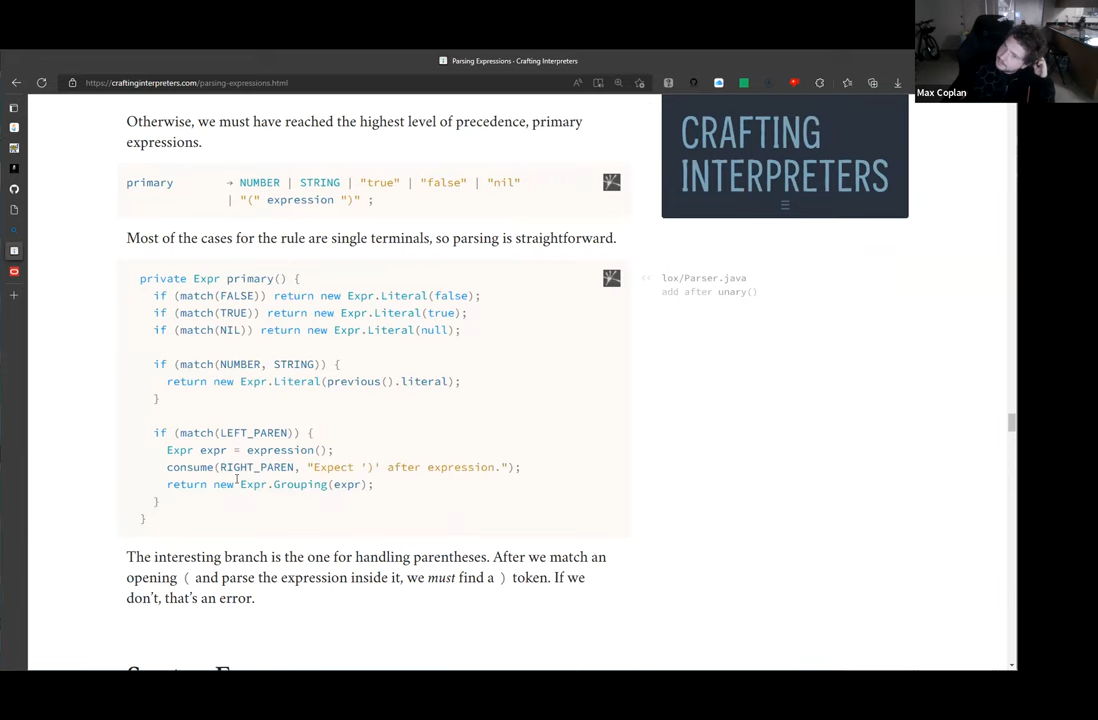 Parsing Expressions - Crafting Interpreters
https://craftinginterpreters.com/parsing-expressions.html
Max Coplan
CRAFTING
INTERPRETERS
Otherwise, we must have reached the highest level of precedence, primary
expressions.
primary → NUMBER | STRING | "true" | "false" | "nil"
| "(" expression ")" ;
Most of the cases for the rule are single terminals, so parsing is straightforward.
private Expr primary() {
if (match(FALSE)) return new Expr.Literal(false);
if (match(TRUE)) return new Expr.Literal(true);
if (match(NIL)) return new Expr.Literal(null);
if (match(NUMBER, STRING)) {
return new Expr.Literal(previous().literal);
}
if (match(LEFT_PAREN)) {
Expr expr = expression();
consume(RIGHT_PAREN, "Expect ')' after expression.");
return new Expr.Grouping(expr);
}
}
<< lox/Parser.java
add after unary()
The interesting branch is the one for handling parentheses. After we match an
opening ( and parse the expression inside it, we must find a ) token. If we
don't, that's an error.